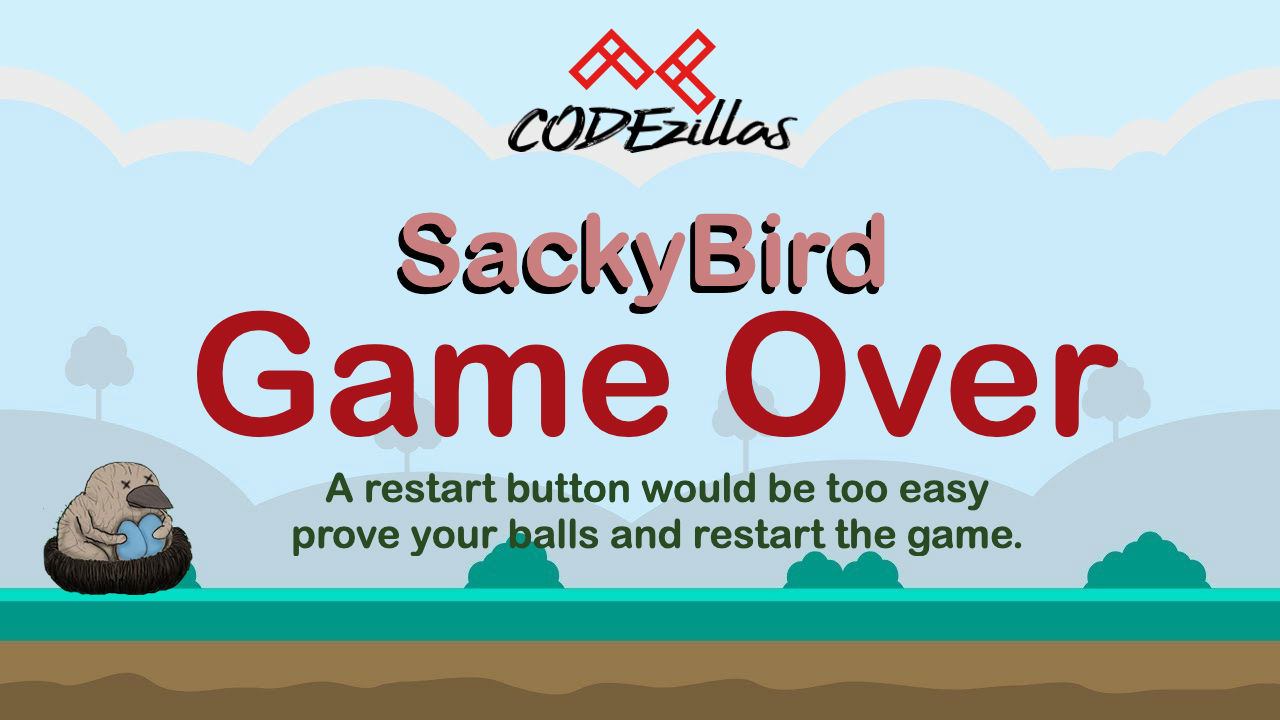 CODEzillas
SackyBird
Game Over
A restart button would be too easy
prove your balls and restart the game.